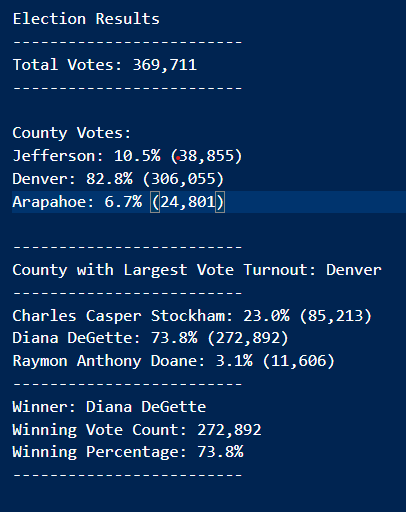 Election Results
-------------------------
Total Votes: 369,711
-------------------------
County Votes:
Jefferson: 10.5% (38,855)
Denver: 82.8% (306,055)
Arapahoe: 6.7% (24,801)
-------------------------
County with Largest Vote Turnout: Denver
-------------------------
Charles Casper Stockham: 23.0% (85,213)
Diana DeGette: 73.8% (272,892)
Raymon Anthony Doane: 3.1% (11,606)
-------------------------
Winner: Diana DeGette
Winning Vote Count: 272,892
Winning Percentage: 73.8%
-------------------------